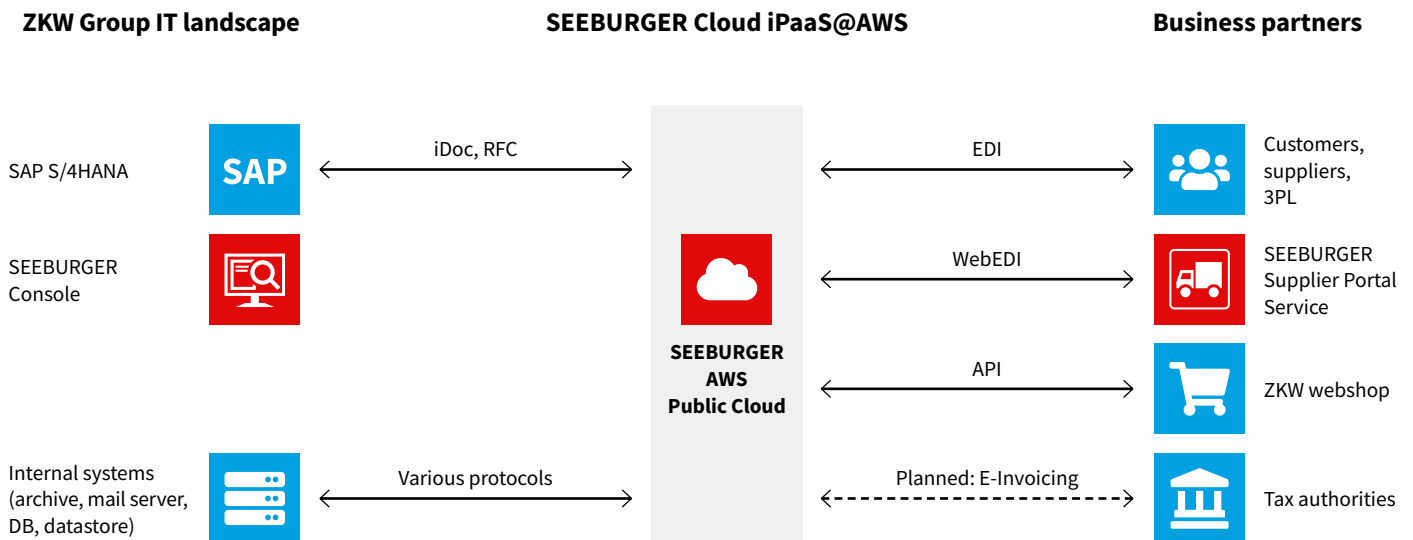 ZKW Group IT landscape
SEEBURGER Cloud iPaaS@AWS
Business partners
SAP S/4HANA
SAP
iDoc, RFC
EDI
Customers,
suppliers,
3PL
SEEBURGER
Console
WebEDI
SEEBURGER
Supplier Portal
Service
SEEBURGER
AWS
Public Cloud
API
ZKW webshop
Internal systems
(archive, mail server,
DB, datastore)
Various protocols
Planned: E-Invoicing
Tax authorities